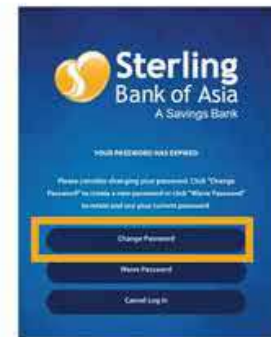 Sterling
Bank of Asia
A Savings Bank
YOUR PASSWORD HAS EXPIRED
Please consider changing your password. Click "Change
Password" to create a new password or click "Waive Password"
to retain and use your current password
Change Password
Waive Password
Cancel Log In